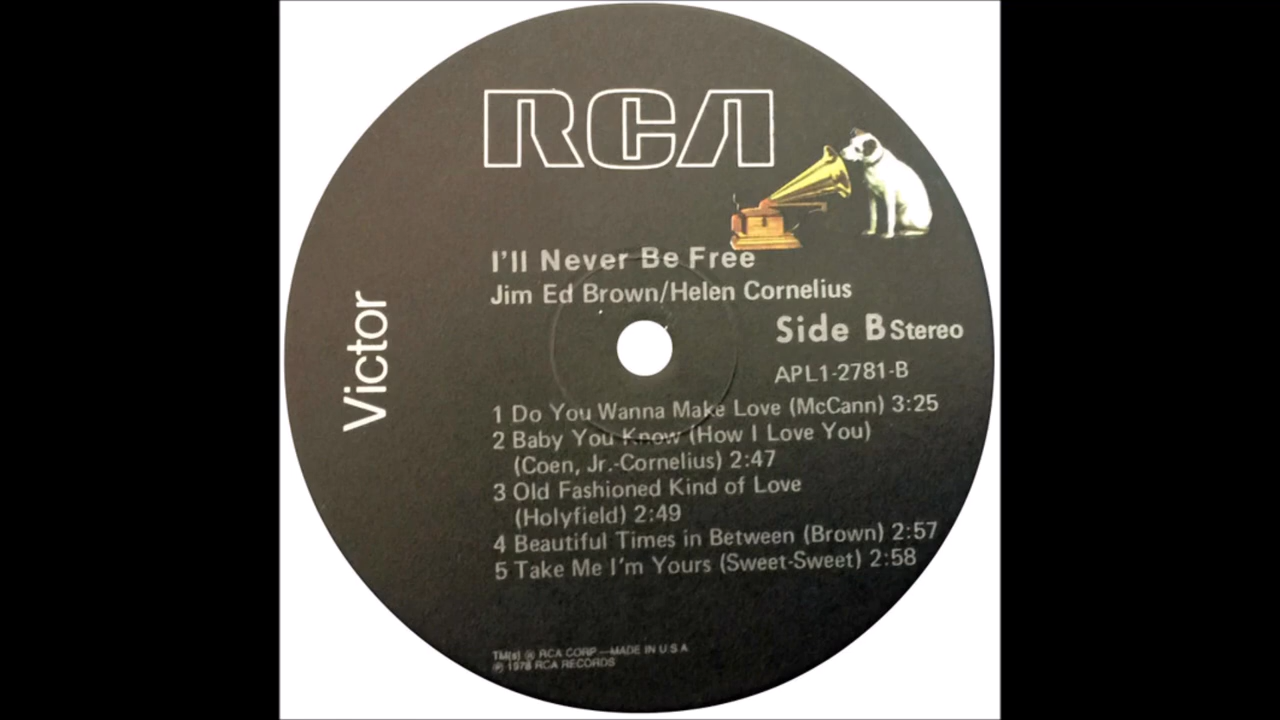 RCA
Victor
I'll Never Be Free
Jim Ed Brown/Helen Cornelius
Side B Stereo
APL1-2781-B
1 Do You Wanna Make Love (McCann) 3:25
2 Baby You Know (How I Love You)
(Coen, Jr.-Cornelius) 2:47
3 Old Fashioned Kind of Love
(Holyfield) 2:49
4 Beautiful Times in Between (Brown) 2:57
5 Take Me I'm Yours (Sweet-Sweet) 2:58
TM(s) ® RCA CORP—MADE IN U S A
℗ 1978 RCA RECORDS